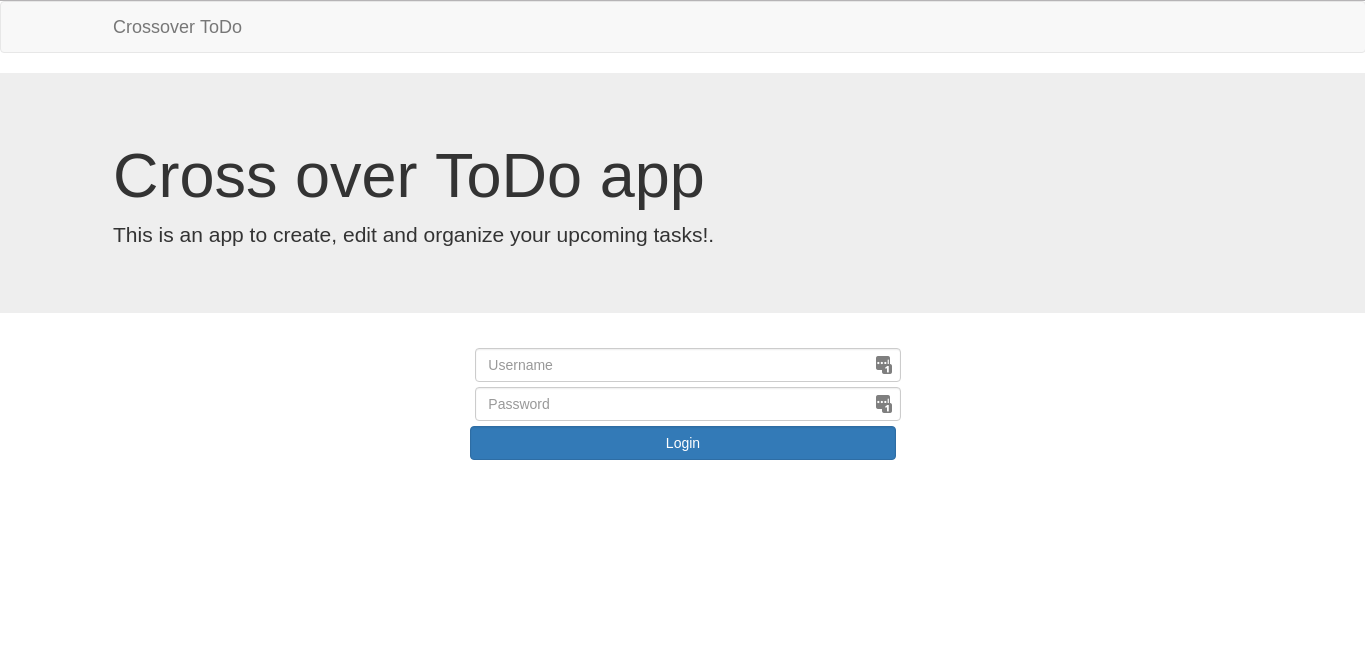 Crossover ToDo
Cross over ToDo app
This is an app to create, edit and organize your upcoming tasks!.
Username
Password
Login